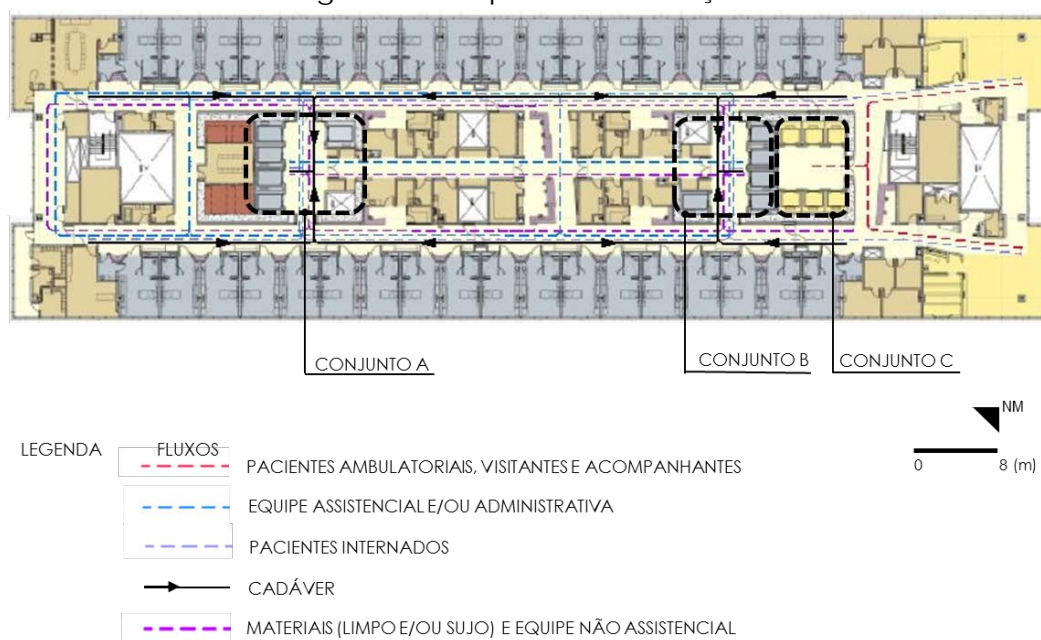 CONJUNTO A
CONJUNTO B
CONJUNTO C
NM
0 8 (m)
LEGENDA FLUXOS
PACIENTES AMBULATORIAIS, VISITANTES E ACOMPANHANTES
EQUIPE ASSISTENCIAL E/OU ADMINISTRATIVA
PACIENTES INTERNADOS
CADÁVER
MATERIAIS (LIMPO E/OU SUJO) E EQUIPE NÃO ASSISTENCIAL